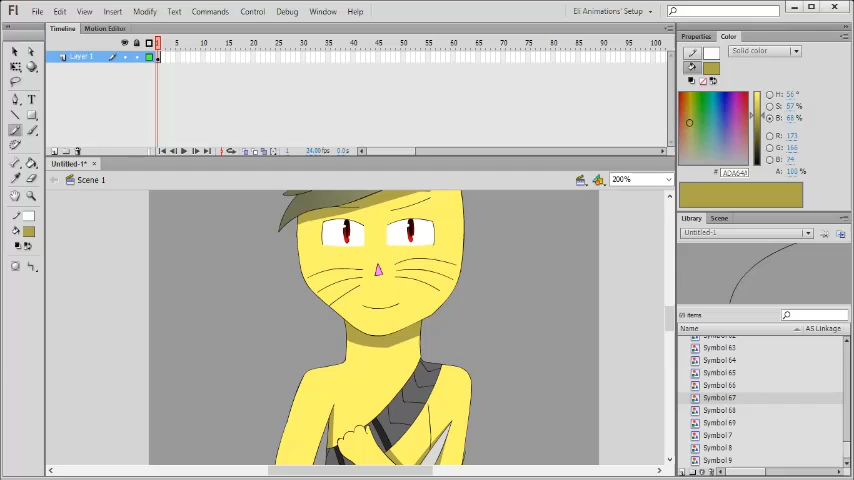 Fl File Edit View Insert Modify Text Commands Control Debug Window Help Eli Animations' Setup
Timeline Motion Editor
1 5 10 15 20 25 30 35 40 45 50 55 60 65 70 75 80 85 90 95 100
Layer 1
1 24.00 fps 0.0 s
Untitled-1* ×
Scene 1 200%
Properties Color
Solid color
H: 56 °
S: 57 %
B: 68 %
R: 173
G: 166
B: 74
# ADA64A A: 100 %
Library Scene
Untitled-1
69 items
Name AS Linkage
Symbol 63
Symbol 64
Symbol 65
Symbol 66
Symbol 67
Symbol 68
Symbol 69
Symbol 7
Symbol 8
Symbol 9